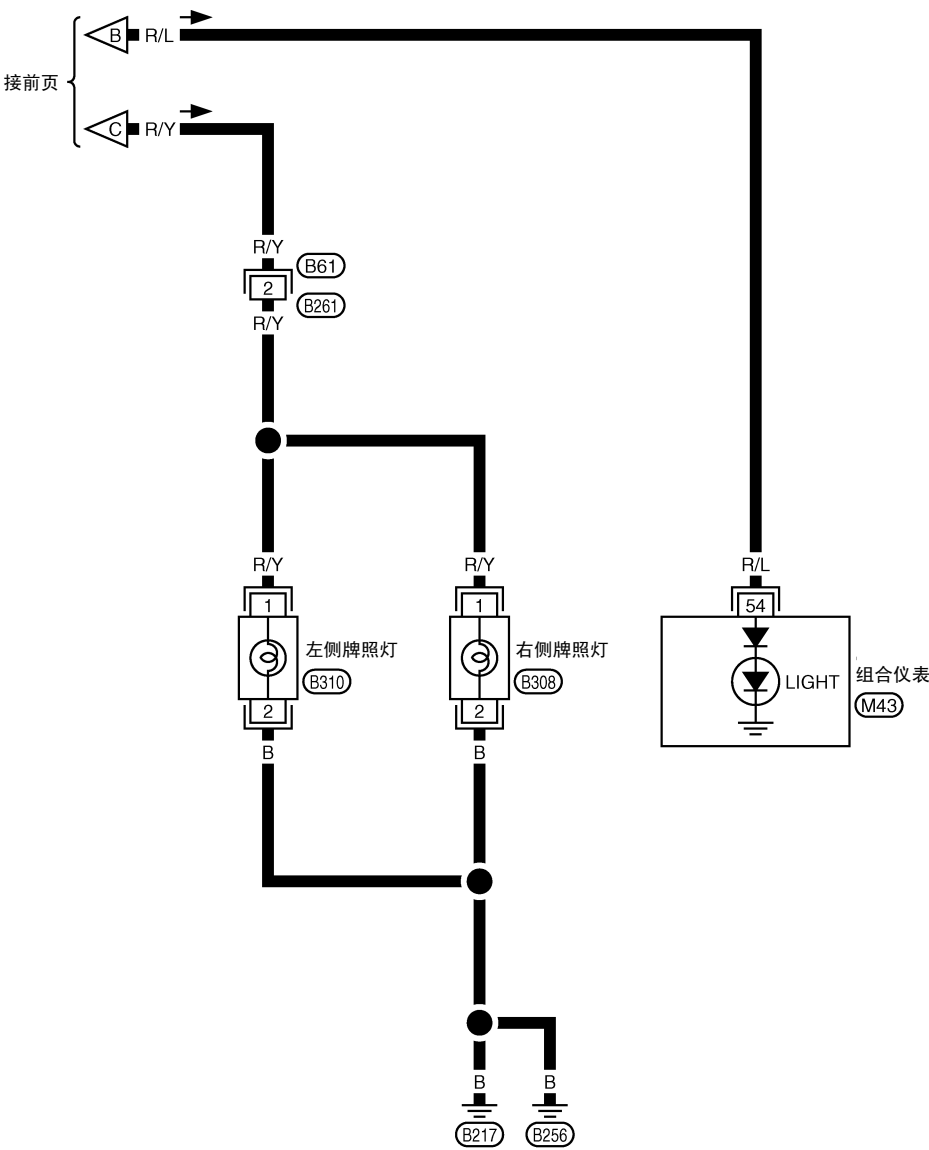 B R/L
接前页
C R/Y
R/Y
B61
2
B261
R/Y
R/Y R/Y R/L
1 1 54
左侧牌照灯 右侧牌照灯 组合仪表
B310 B308 LIGHT M43
2 2
B B
B B
B217 B256